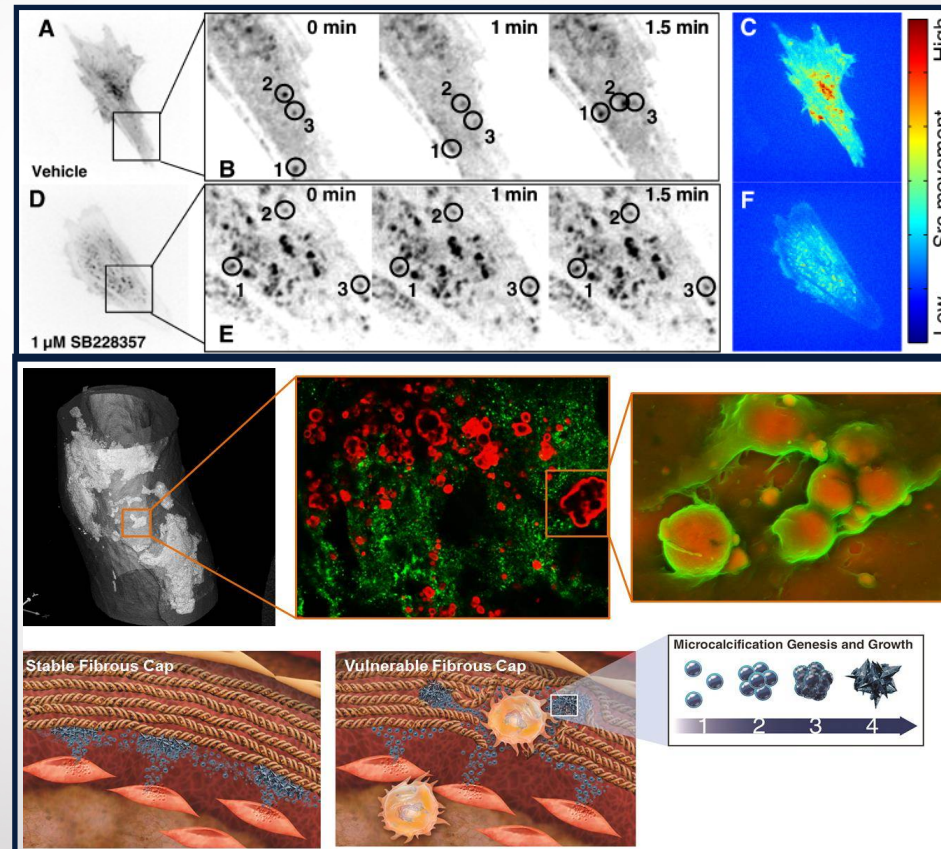 A
0 min
1 min
1.5 min
C
High
2
3
1
2
3
1
2
1
3
Vehicle
B
Src movement
D
0 min
1 min
1.5 min
F
2
1
3
2
1
3
2
1
3
1 µM SB228357
E
Low
Stable Fibrous Cap
Vulnerable Fibrous Cap
Microcalcification Genesis and Growth
1 2 3 4